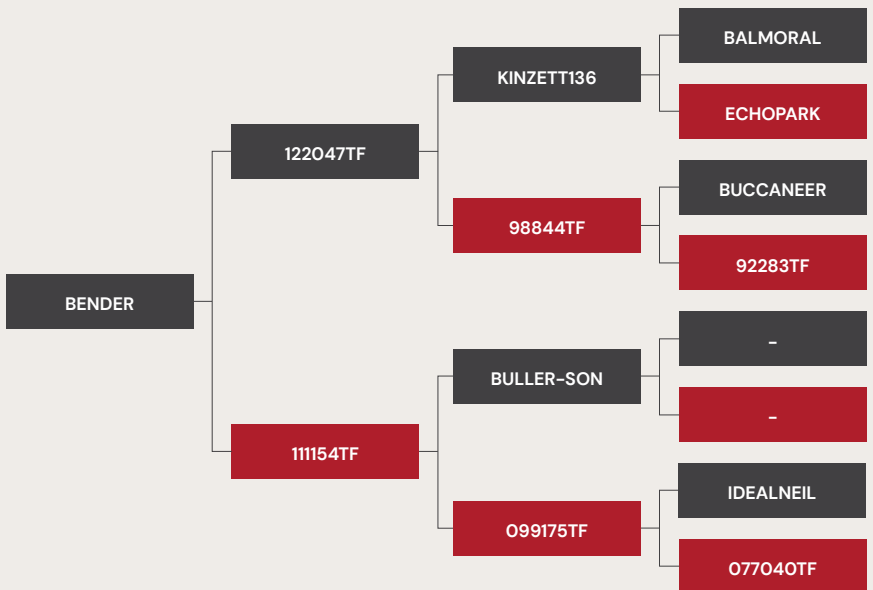 BALMORAL
KINZETT136
ECHOPARK
122047TF
BUCCANEER
98844TF
92283TF
BENDER
-
BULLER-SON
-
111154TF
IDEALNEIL
099175TF
077040TF